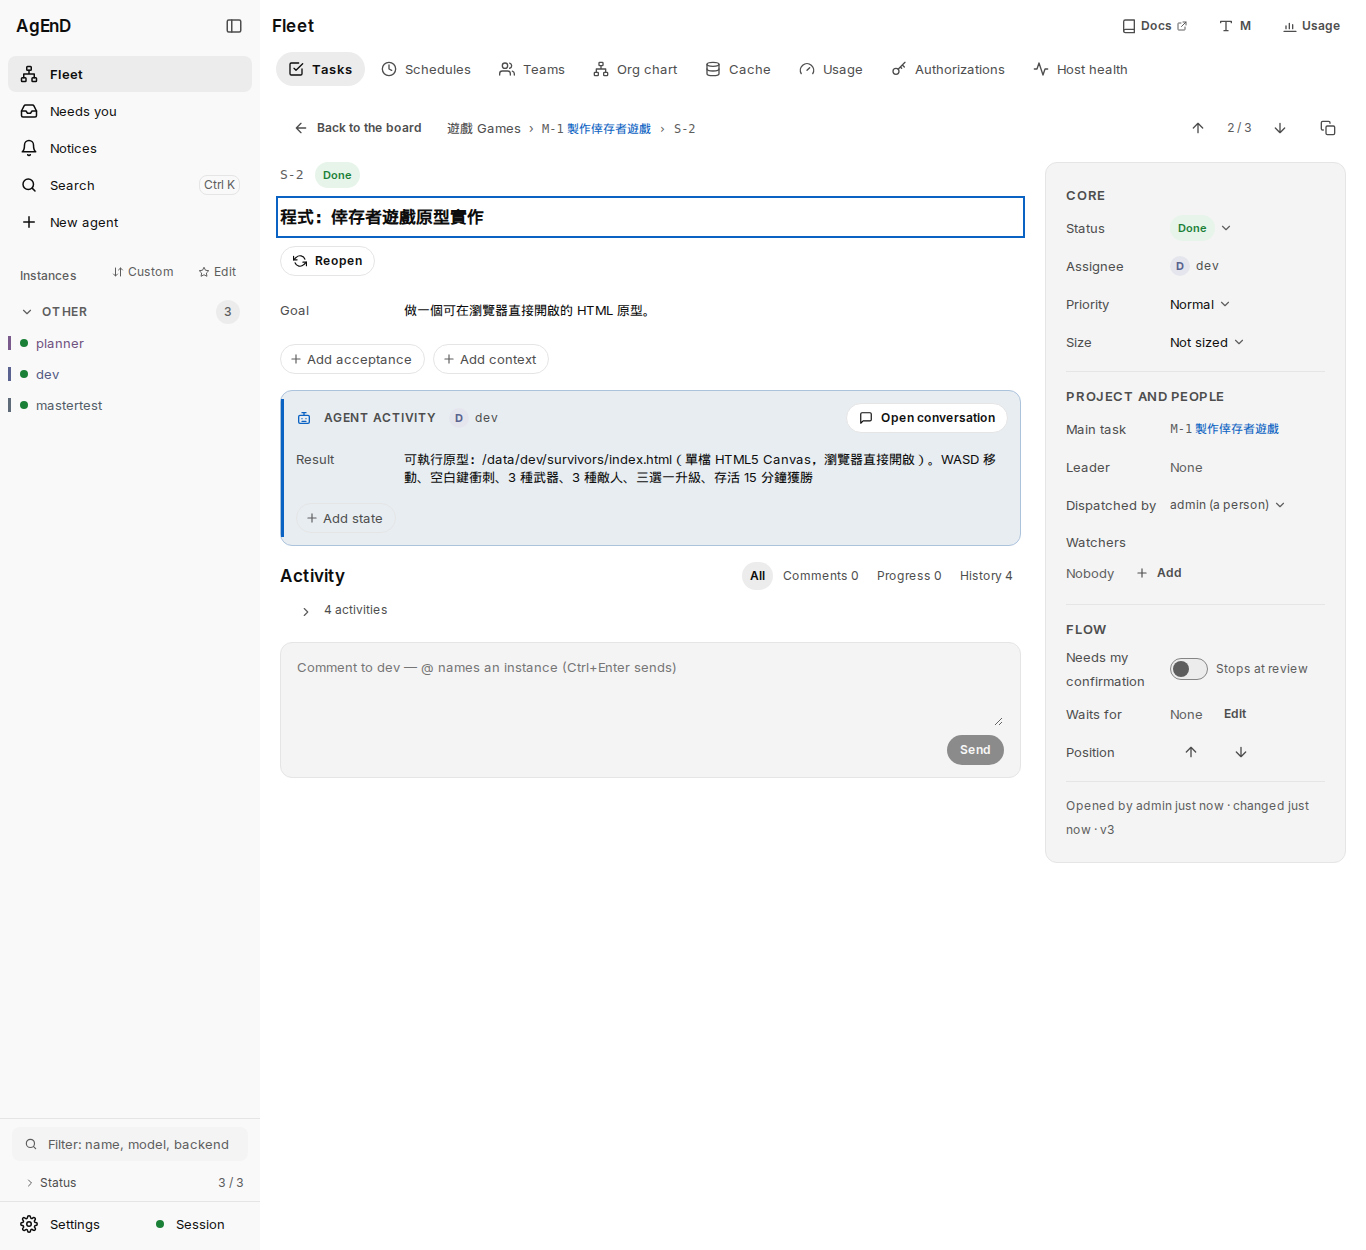 AgEnD
Fleet
Needs you
Notices
Search
Ctrl K
New agent
Instances
Custom
Edit
OTHER
3
planner
dev
mastertest
Filter: name, model, backend
Status
3 / 3
Settings
Session
Fleet
Docs
M
Usage
Tasks
Schedules
Teams
Org chart
Cache
Usage
Authorizations
Host health
Back to the board
遊戲 Games › M-1 製作倖存者遊戲 › S-2
2 / 3
S-2
Done
程式：倖存者遊戲原型實作
Reopen
Goal
做一個可在瀏覽器直接開啟的 HTML 原型。
Add acceptance
Add context
AGENT ACTIVITY
D
dev
Open conversation
Result
可執行原型：/data/dev/survivors/index.html（單檔 HTML5 Canvas，瀏覽器直接開啟）。WASD 移
動、空白鍵衝刺、3 種武器、3 種敵人、三選一升級、存活 15 分鐘獲勝
Add state
Activity
All
Comments 0
Progress 0
History 4
4 activities
Comment to dev — @ names an instance (Ctrl+Enter sends)
Send
CORE
Status
Done
Assignee
D
dev
Priority
Normal
Size
Not sized
PROJECT AND PEOPLE
Main task
M-1 製作倖存者遊戲
Leader
None
Dispatched by
admin (a person)
Watchers
Nobody
Add
FLOW
Needs my
confirmation
Stops at review
Waits for
None
Edit
Position
Opened by admin just now · changed just
now · v3